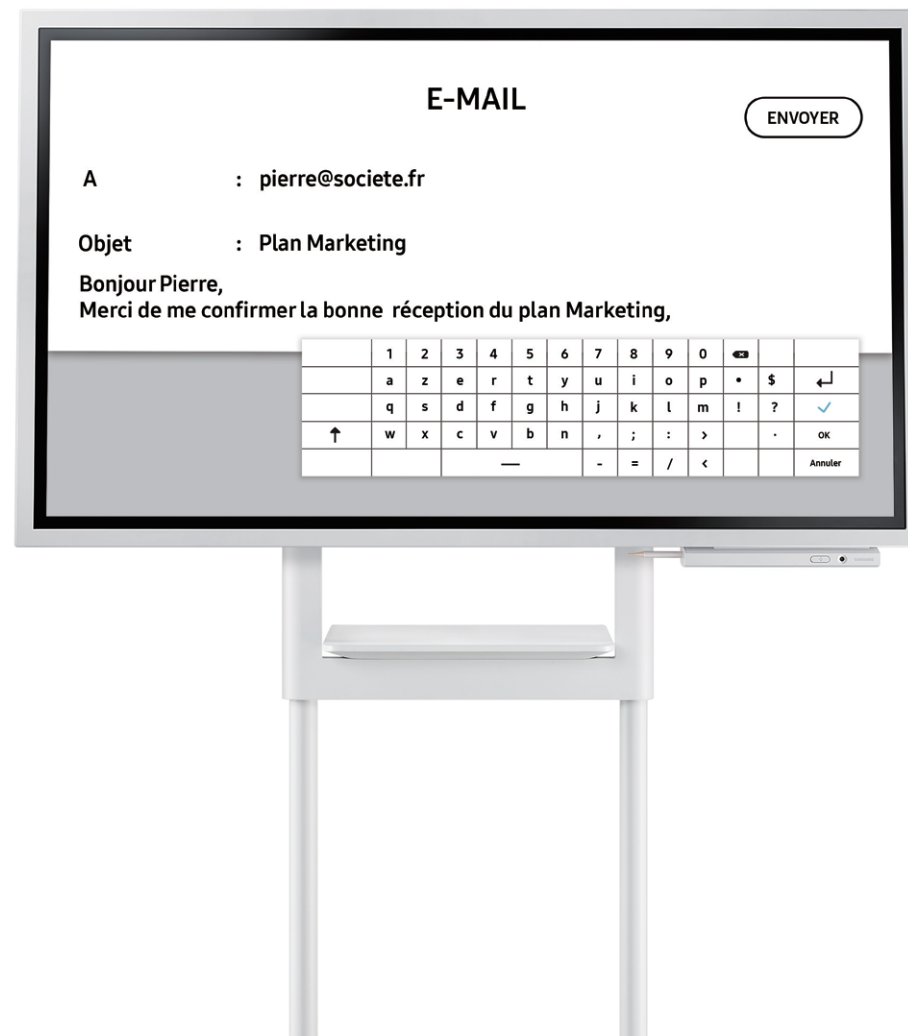 E-MAIL
ENVOYER
A : pierre@societe.fr
Objet : Plan Marketing
Bonjour Pierre,
Merci de me confirmer la bonne réception du plan Marketing,
1 2 3 4 5 6 7 8 9 0
a z e r t y u i o p • $
q s d f g h j k l m ! ?
w x c v b n , ; : > . OK
— - = / < Annuler